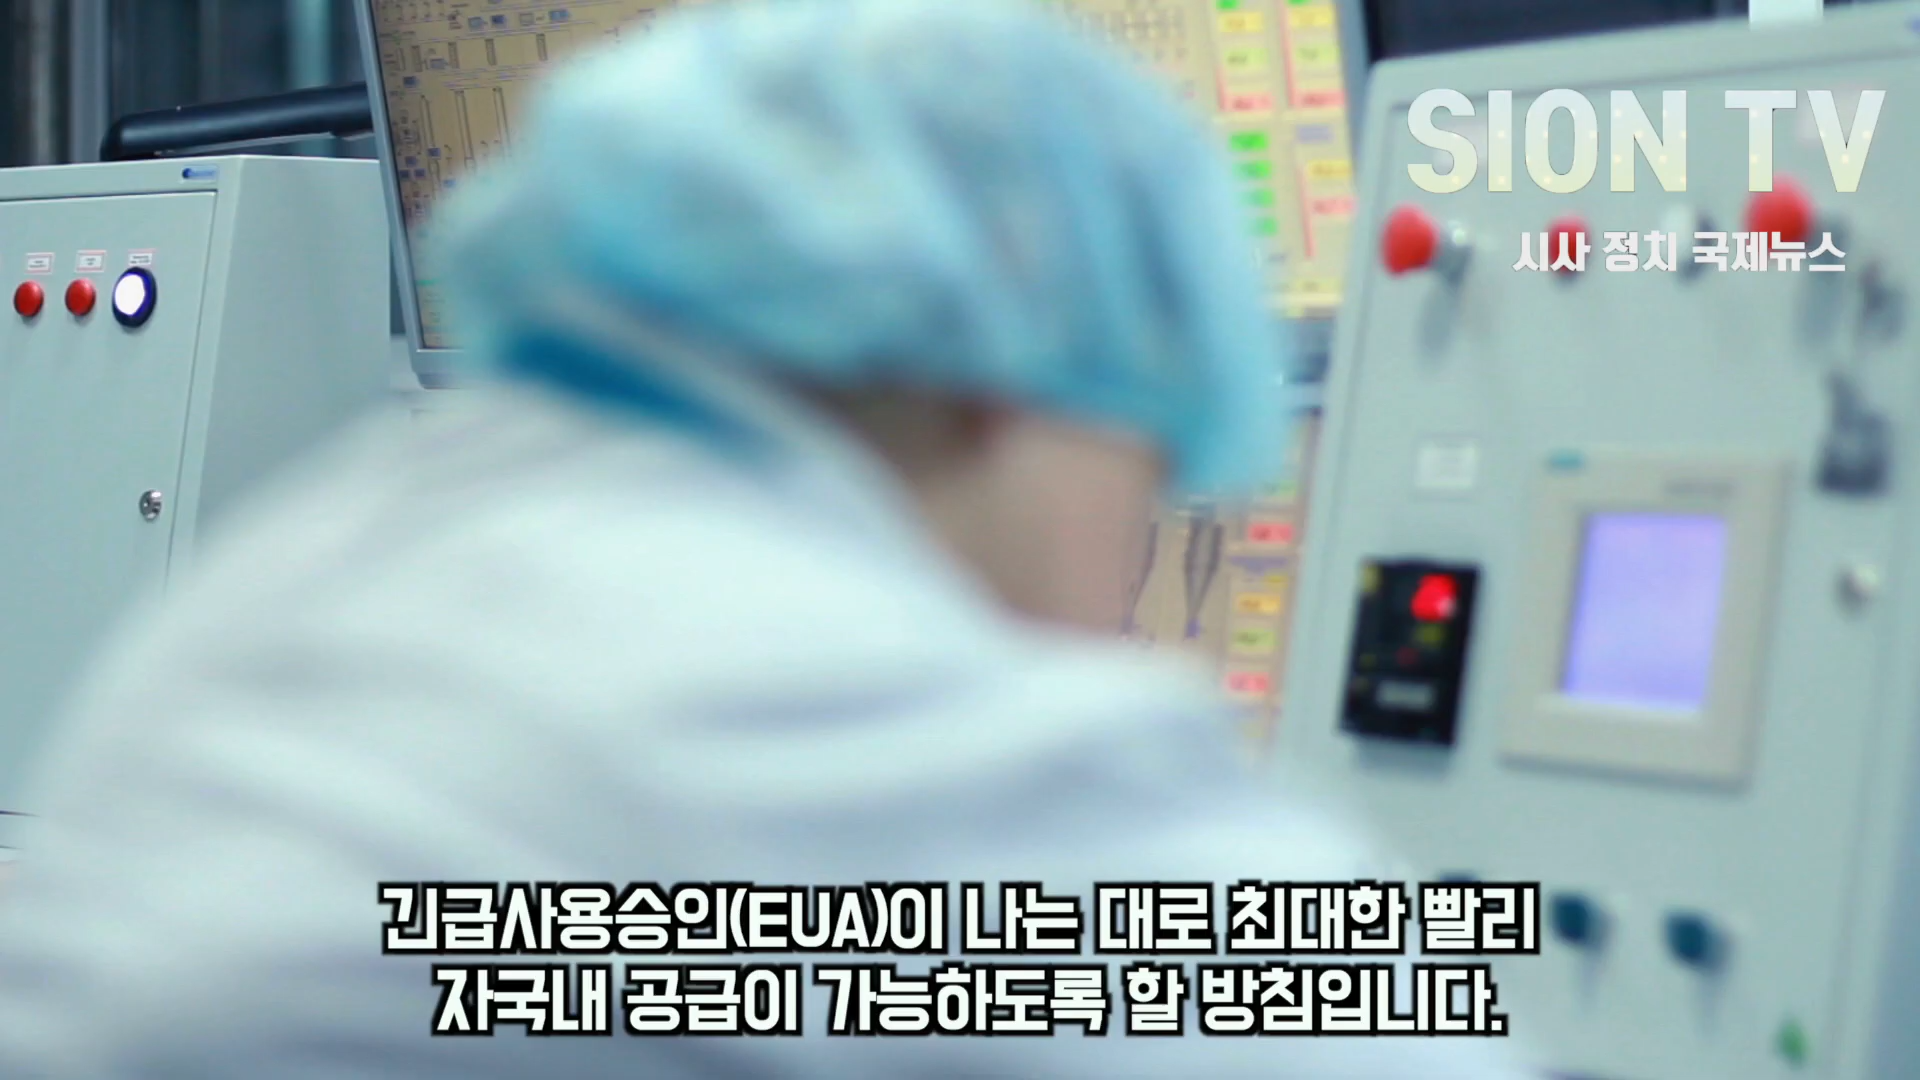 SION TV
시사 정치 국제뉴스
긴급사용승인(EUA)이 나는 대로 최대한 빨리
자국내 공급이 가능하도록 할 방침입니다.